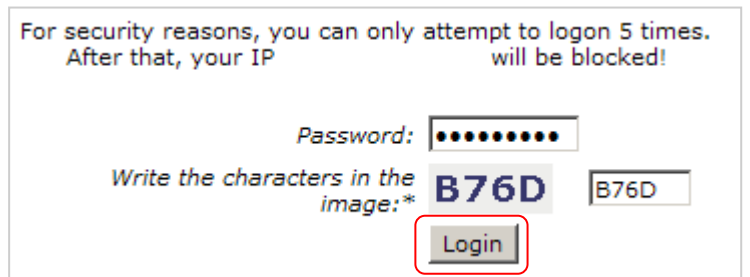 For security reasons, you can only attempt to logon 5 times.
After that, your IP will be blocked!
Password: •••••••••
Write the characters in the
image:* B76D B76D
Login